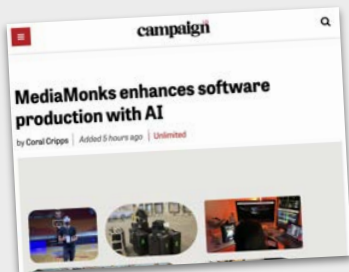 campaign
MediaMonks enhances software
production with AI
by Coral Cripps | Added 5 hours ago | Unlimited